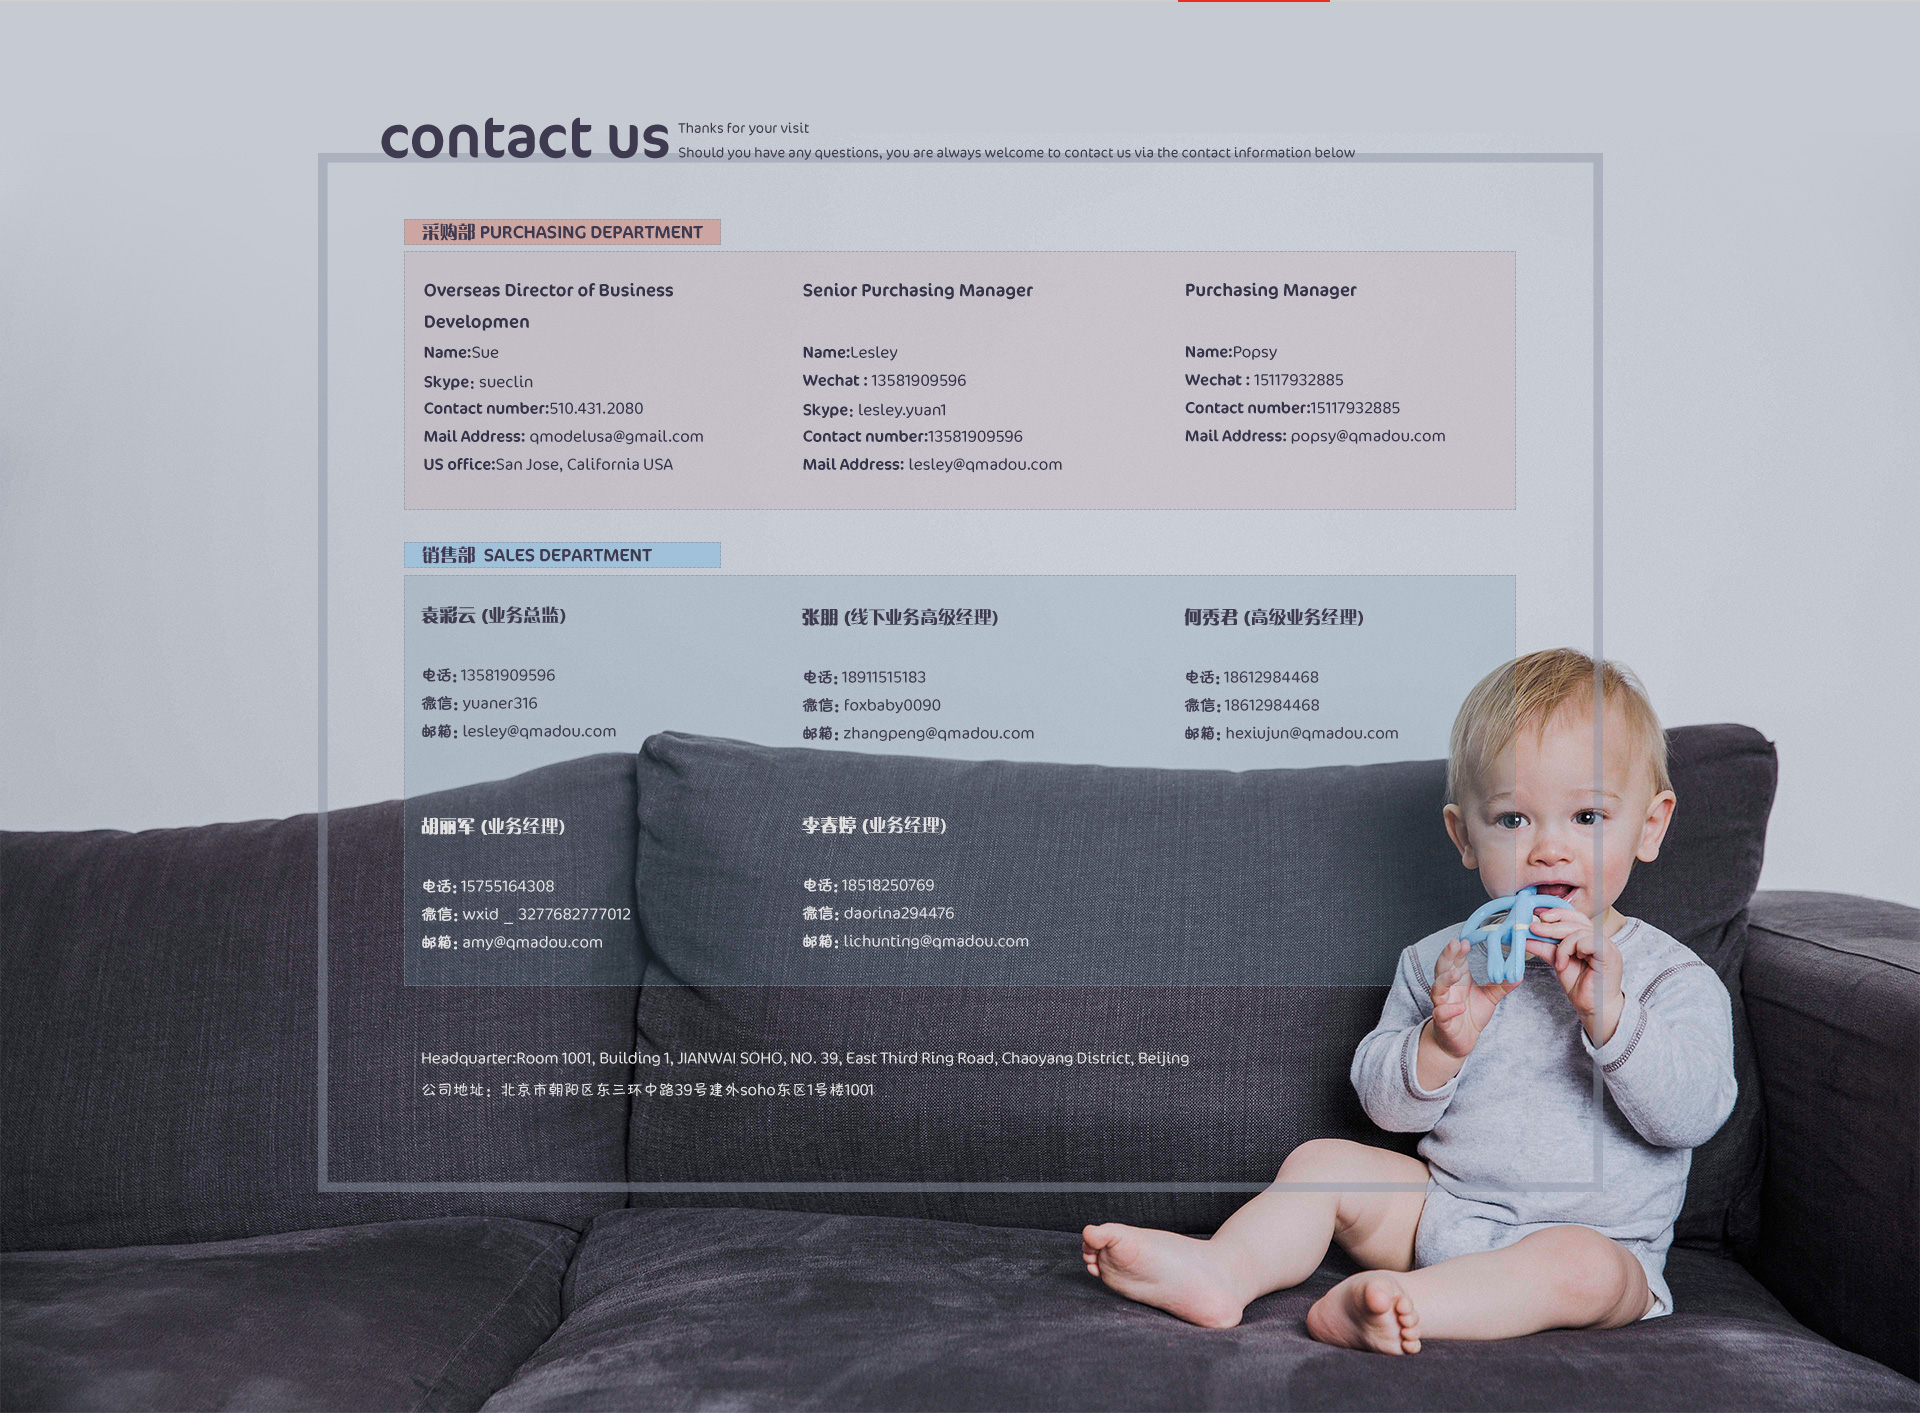 contact us
Thanks for your visit
Should you have any questions, you are always welcome to contact us via the contact information below
采购部 PURCHASING DEPARTMENT
Overseas Director of Business
Developmen
Name:Sue
Skype: sueclin
Contact number:510.431.2080
Mail Address: qmodelusa@gmail.com
US office:San Jose, California USA
Senior Purchasing Manager
Name:Lesley
Wechat : 13581909596
Skype: lesley.yuan1
Contact number:13581909596
Mail Address: lesley@qmadou.com
Purchasing Manager
Name:Popsy
Wechat : 15117932885
Contact number:15117932885
Mail Address: popsy@qmadou.com
销售部 SALES DEPARTMENT
袁彩云 (业务总监)
电话: 13581909596
微信: yuaner316
邮箱: lesley@qmadou.com
张朋 (线下业务高级经理)
电话: 18911515183
微信: foxbaby0090
邮箱: zhangpeng@qmadou.com
何秀君 (高级业务经理)
电话: 18612984468
微信: 18612984468
邮箱: hexiujun@qmadou.com
胡丽军 (业务经理)
电话: 15755164308
微信: wxid _ 3277682777012
邮箱: amy@qmadou.com
李春婷 (业务经理)
电话: 18518250769
微信: daorina294476
邮箱: lichunting@qmadou.com
Headquarter:Room 1001, Building 1, JIANWAI SOHO, NO. 39, East Third Ring Road, Chaoyang District, Beijing
公司地址: 北京市朝阳区东三环中路39号建外soho东区1号楼1001